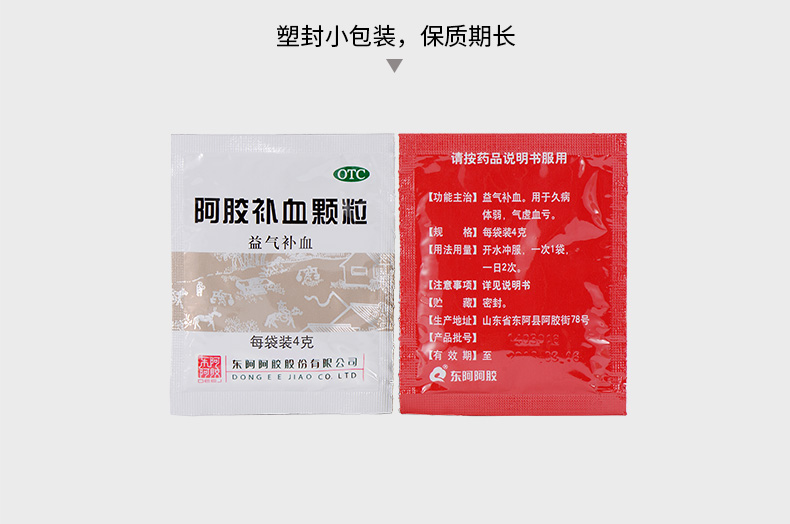 塑封小包装，保质期长
OTC
阿胶补血颗粒
益气补血
每袋装4克
东阿阿胶
DEEJ
东阿阿胶股份有限公司
DONG E E JIAO CO. LTD
请按药品说明书服用
【功能主治】益气补血。用于久病
体弱，气虚血亏。
【规 格】每袋装4克
【用法用量】开水冲服，一次1袋，
一日2次。
【注意事项】详见说明书
【贮 藏】密封。
【生产地址】山东省东阿县阿胶街78号
【产品批号】
【有 效 期】至
东阿阿胶